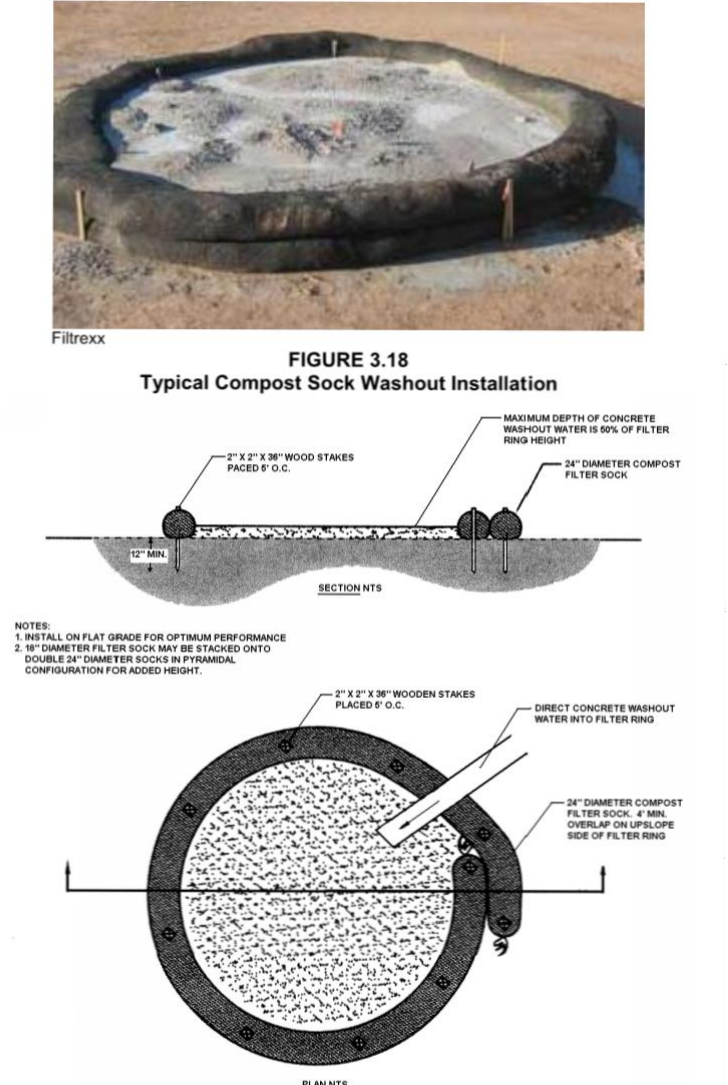 Filtrexx
FIGURE 3.18
Typical Compost Sock Washout Installation
MAXIMUM DEPTH OF CONCRETE
WASHOUT WATER IS 50% OF FILTER
RING HEIGHT
2" X 2" X 36" WOOD STAKES
PACED 5' O.C.
24" DIAMETER COMPOST
FILTER SOCK
12" MIN.
SECTION NTS
NOTES:
1. INSTALL ON FLAT GRADE FOR OPTIMUM PERFORMANCE
2. 18" DIAMETER FILTER SOCK MAY BE STACKED ONTO
DOUBLE 24" DIAMETER SOCKS IN PYRAMIDAL
CONFIGURATION FOR ADDED HEIGHT.
2" X 2" X 36" WOODEN STAKES
PLACED 5' O.C.
DIRECT CONCRETE WASHOUT
WATER INTO FILTER RING
24" DIAMETER COMPOST
FILTER SOCK. 4' MIN.
OVERLAP ON UPSLOPE
SIDE OF FILTER RING
PLAN NTS